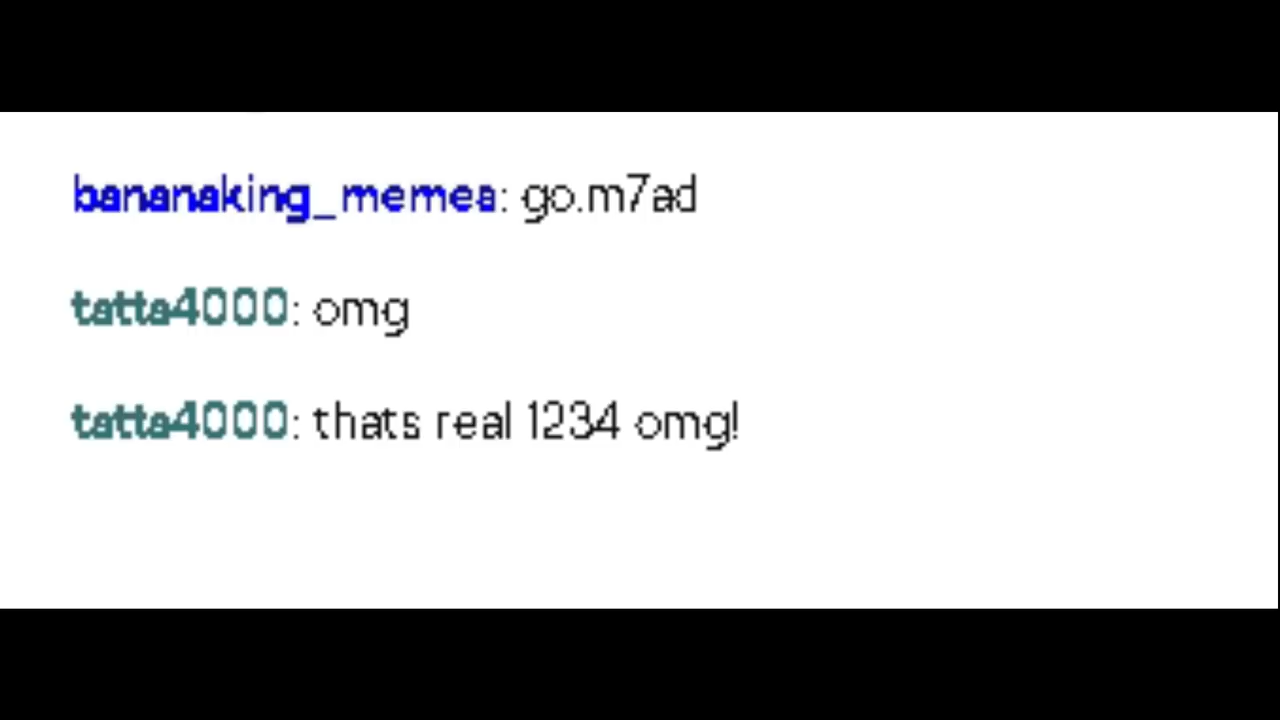 bananaking_memes: go.m7ad
tatta4000: omg
tatta4000: thats real 1234 omg!